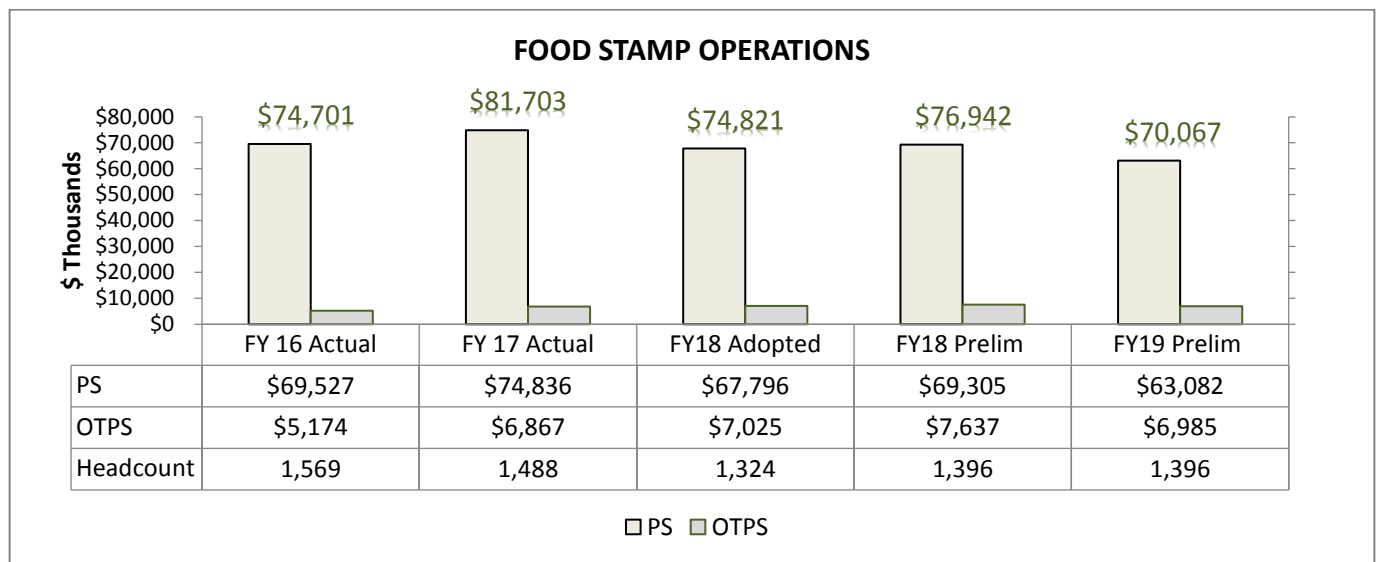 FOOD STAMP OPERATIONS
$74,701 $81,703 $74,821 $76,942 $70,067
$ Thousands
$80,000
$70,000
$60,000
$50,000
$40,000
$30,000
$20,000
$10,000
$0
FY 16 Actual FY 17 Actual FY18 Adopted FY18 Prelim FY19 Prelim
PS $69,527 $74,836 $67,796 $69,305 $63,082
OTPS $5,174 $6,867 $7,025 $7,637 $6,985
Headcount 1,569 1,488 1,324 1,396 1,396
PS OTPS